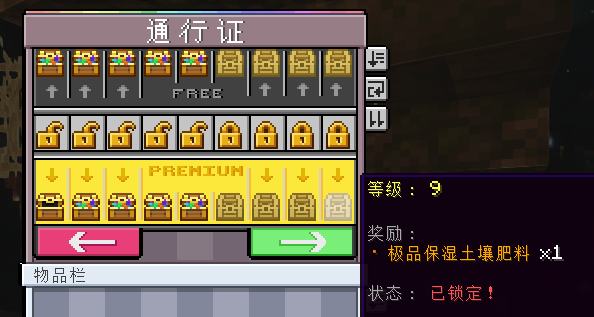 通行证
FREE
PREMIUM
等级： 9
奖励：
· 极品保湿土壤肥料 x1
状态： 已锁定！
物品栏